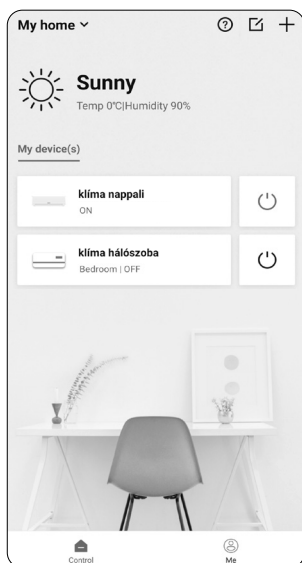 My home
Sunny
Temp 0°C|Humidity 90%
My device(s)
klíma nappali
ON
klíma hálószoba
Bedroom | OFF
Control
Me